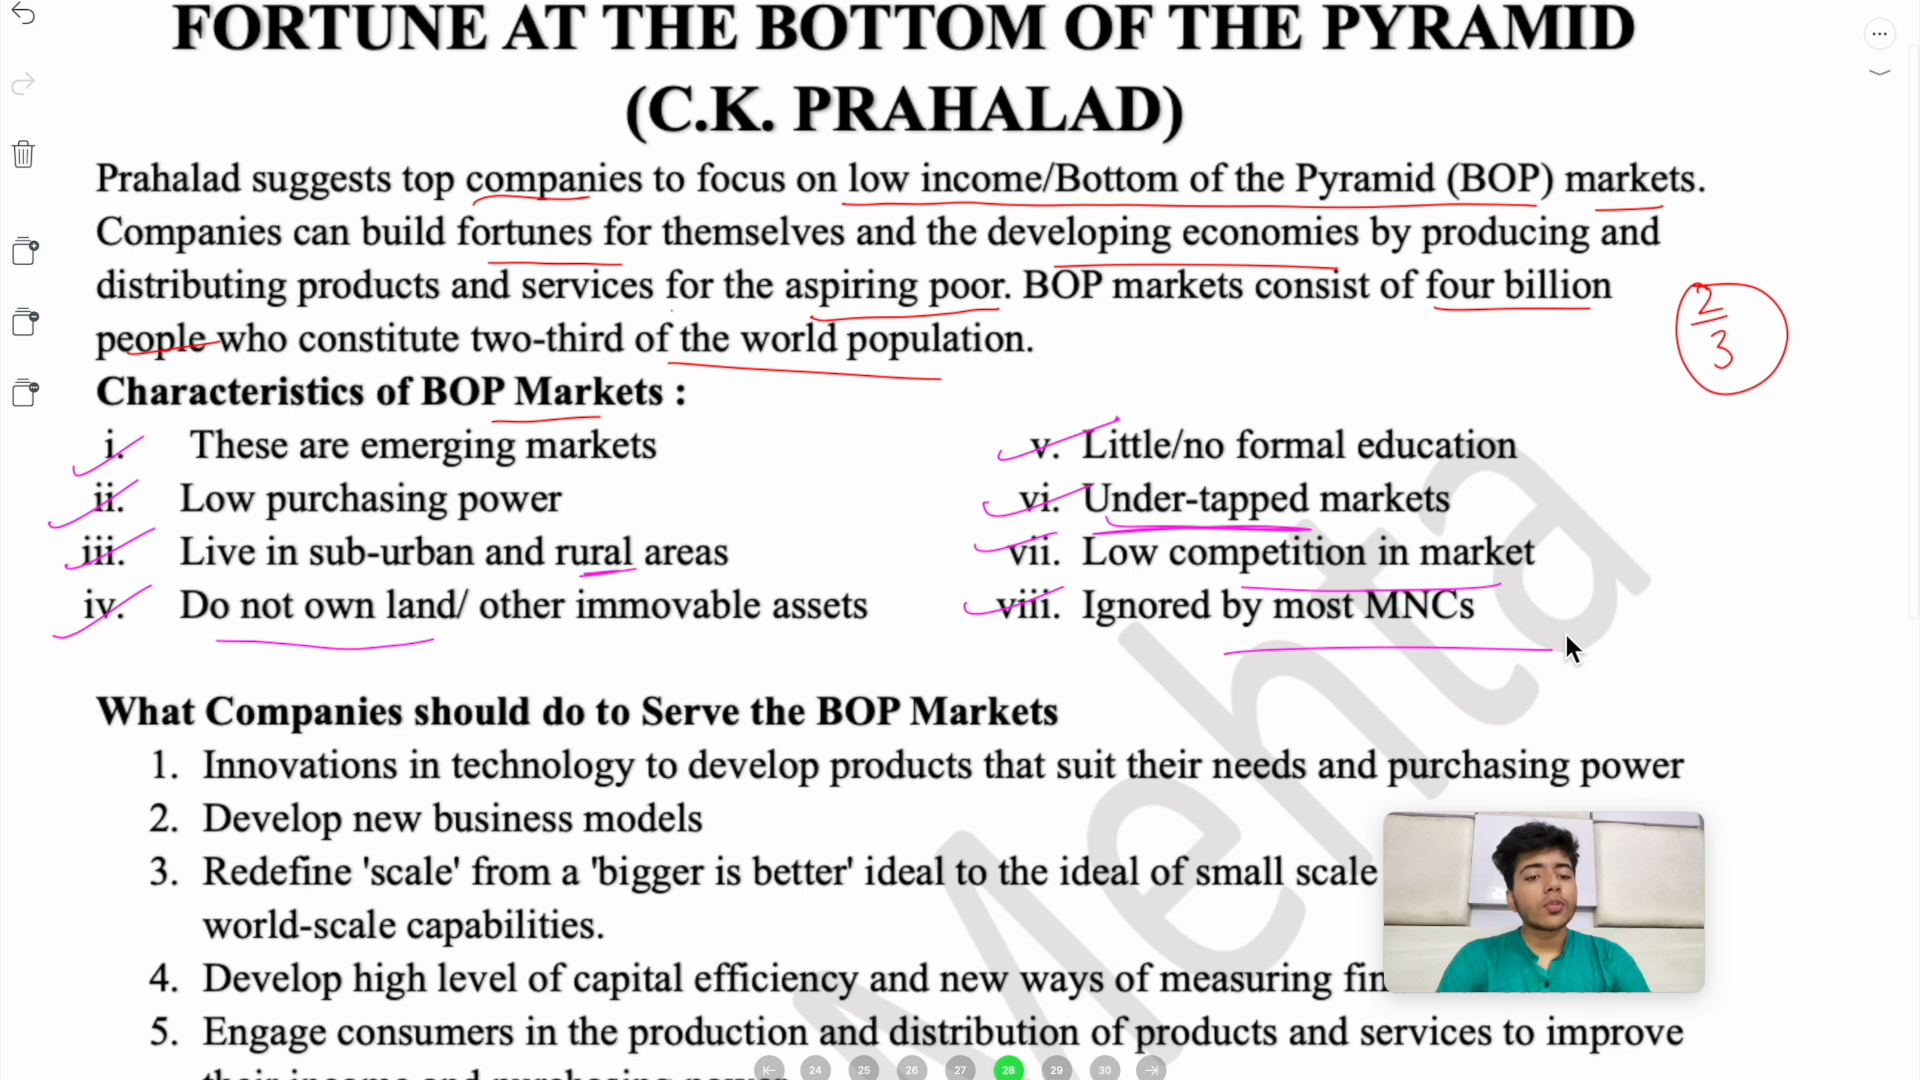 FORTUNE AT THE BOTTOM OF THE PYRAMID
(C.K. PRAHALAD)
Prahalad suggests top companies to focus on low income/Bottom of the Pyramid (BOP) markets.
Companies can build fortunes for themselves and the developing economies by producing and
distributing products and services for the aspiring poor. BOP markets consist of four billion
people who constitute two-third of the world population.
2
3
Characteristics of BOP Markets :
i. These are emerging markets
ii. Low purchasing power
iii. Live in sub-urban and rural areas
iv. Do not own land/ other immovable assets
v. Little/no formal education
vi. Under-tapped markets
vii. Low competition in market
viii. Ignored by most MNCs
What Companies should do to Serve the BOP Markets
1. Innovations in technology to develop products that suit their needs and purchasing power
2. Develop new business models
3. Redefine 'scale' from a 'bigger is better' ideal to the ideal of small scale
world-scale capabilities.
4. Develop high level of capital efficiency and new ways of measuring
5. Engage consumers in the production and distribution of products and services to improve
Mehta
24 25 26 27 28 29 30